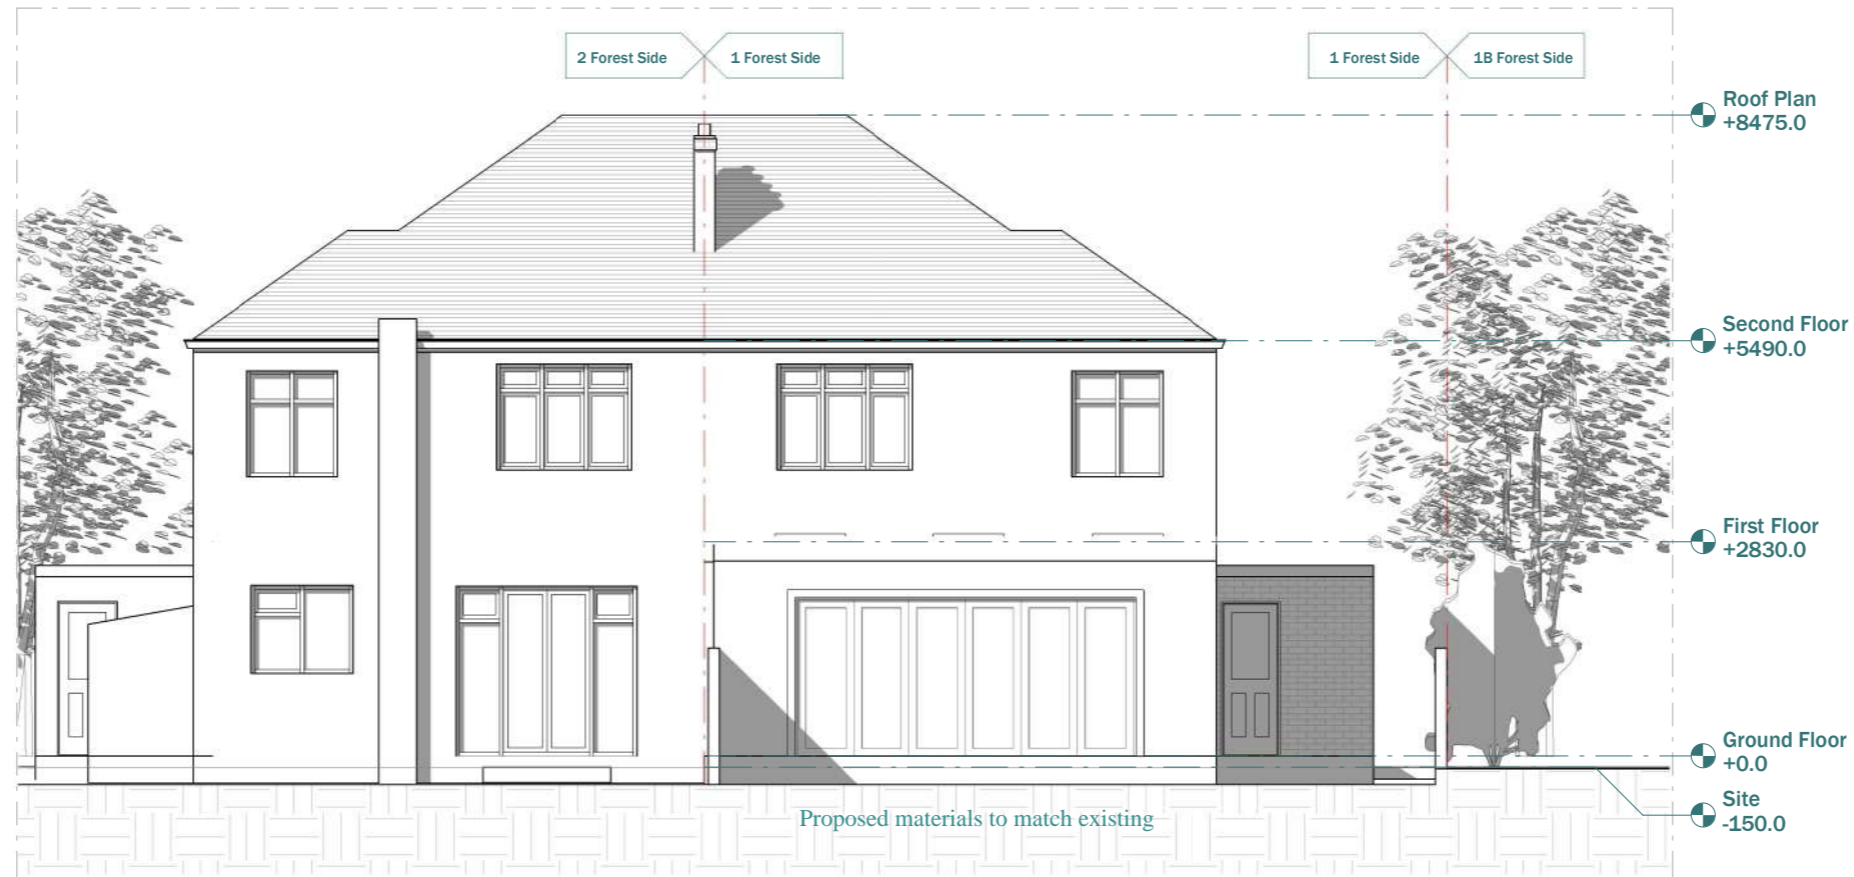 2 Forest Side
1 Forest Side
1 Forest Side
1B Forest Side
Roof Plan
+8475.0
Second Floor
+5490.0
First Floor
+2830.0
Ground Floor
+0.0
Site
-150.0
Proposed materials to match existing